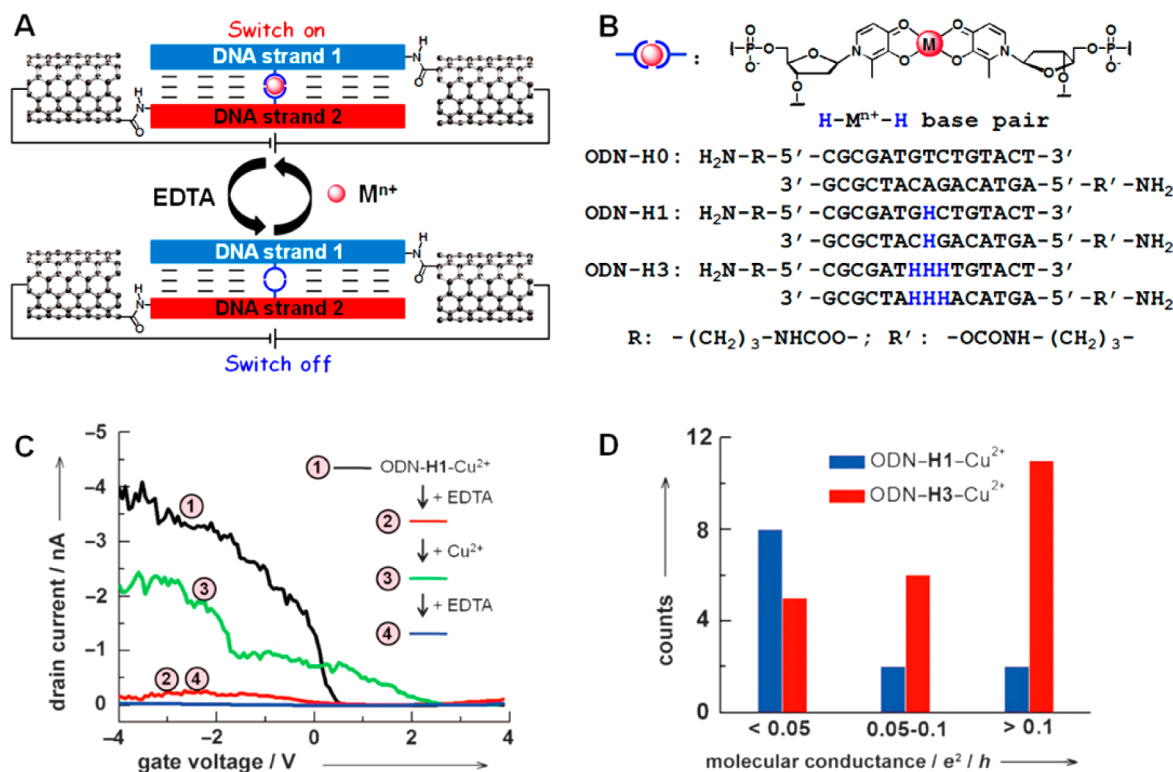 A
Switch on
DNA strand 1
H
N
O
H
N
O
DNA strand 2
EDTA
Mⁿ⁺
DNA strand 1
H
N
O
H
N
O
DNA strand 2
Switch off
B
:
O
O
O
O
M
N
N
O
P
O
O⁻
O
O
O
O
O
P
O⁻
H-Mⁿ⁺-H base pair
ODN-H0: H₂N-R-5′-CGCGATGTCTGTACT-3′
3′-GCGCTACAGACATGA-5′-R′-NH₂
ODN-H1: H₂N-R-5′-CGCGATGHCTGTACT-3′
3′-GCGCTACHGACATGA-5′-R′-NH₂
ODN-H3: H₂N-R-5′-CGCGATHHHTGTACT-3′
3′-GCGCTAHHHACATGA-5′-R′-NH₂
R: -(CH₂)₃-NHCOO-; R′: -OCONH-(CH₂)₃-
C
drain current / nA
–5
–4
–3
–2
–1
0
–4
–2
0
2
4
gate voltage / V
1
3
2 4
1 ODN-H1-Cu²⁺
+ EDTA
2
+ Cu²⁺
3
+ EDTA
4
D
counts
12
8
4
0
ODN–H1–Cu²⁺
ODN–H3–Cu²⁺
< 0.05
0.05-0.1
> 0.1
molecular conductance / e² / h